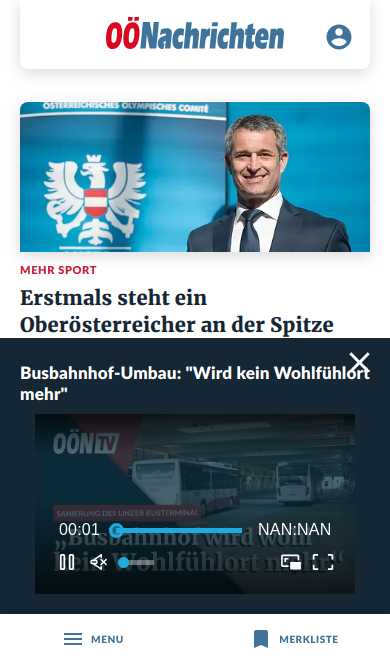 OÖNachrichten
ÖSTERREICHISCHES OLYMPISCHES COMITÉ
MEHR SPORT
Erstmals steht ein
Oberösterreicher an der Spitze
Busbahnhof-Umbau: "Wird kein Wohlfühlort
mehr"
OÖN TV
SANIERUNG DES LINZER BUSTERMINAL
00:01
NAN:NAN
„Busbahnhof wird wohl
kein Wohlfühlort mehr“
MENU
MERKLISTE